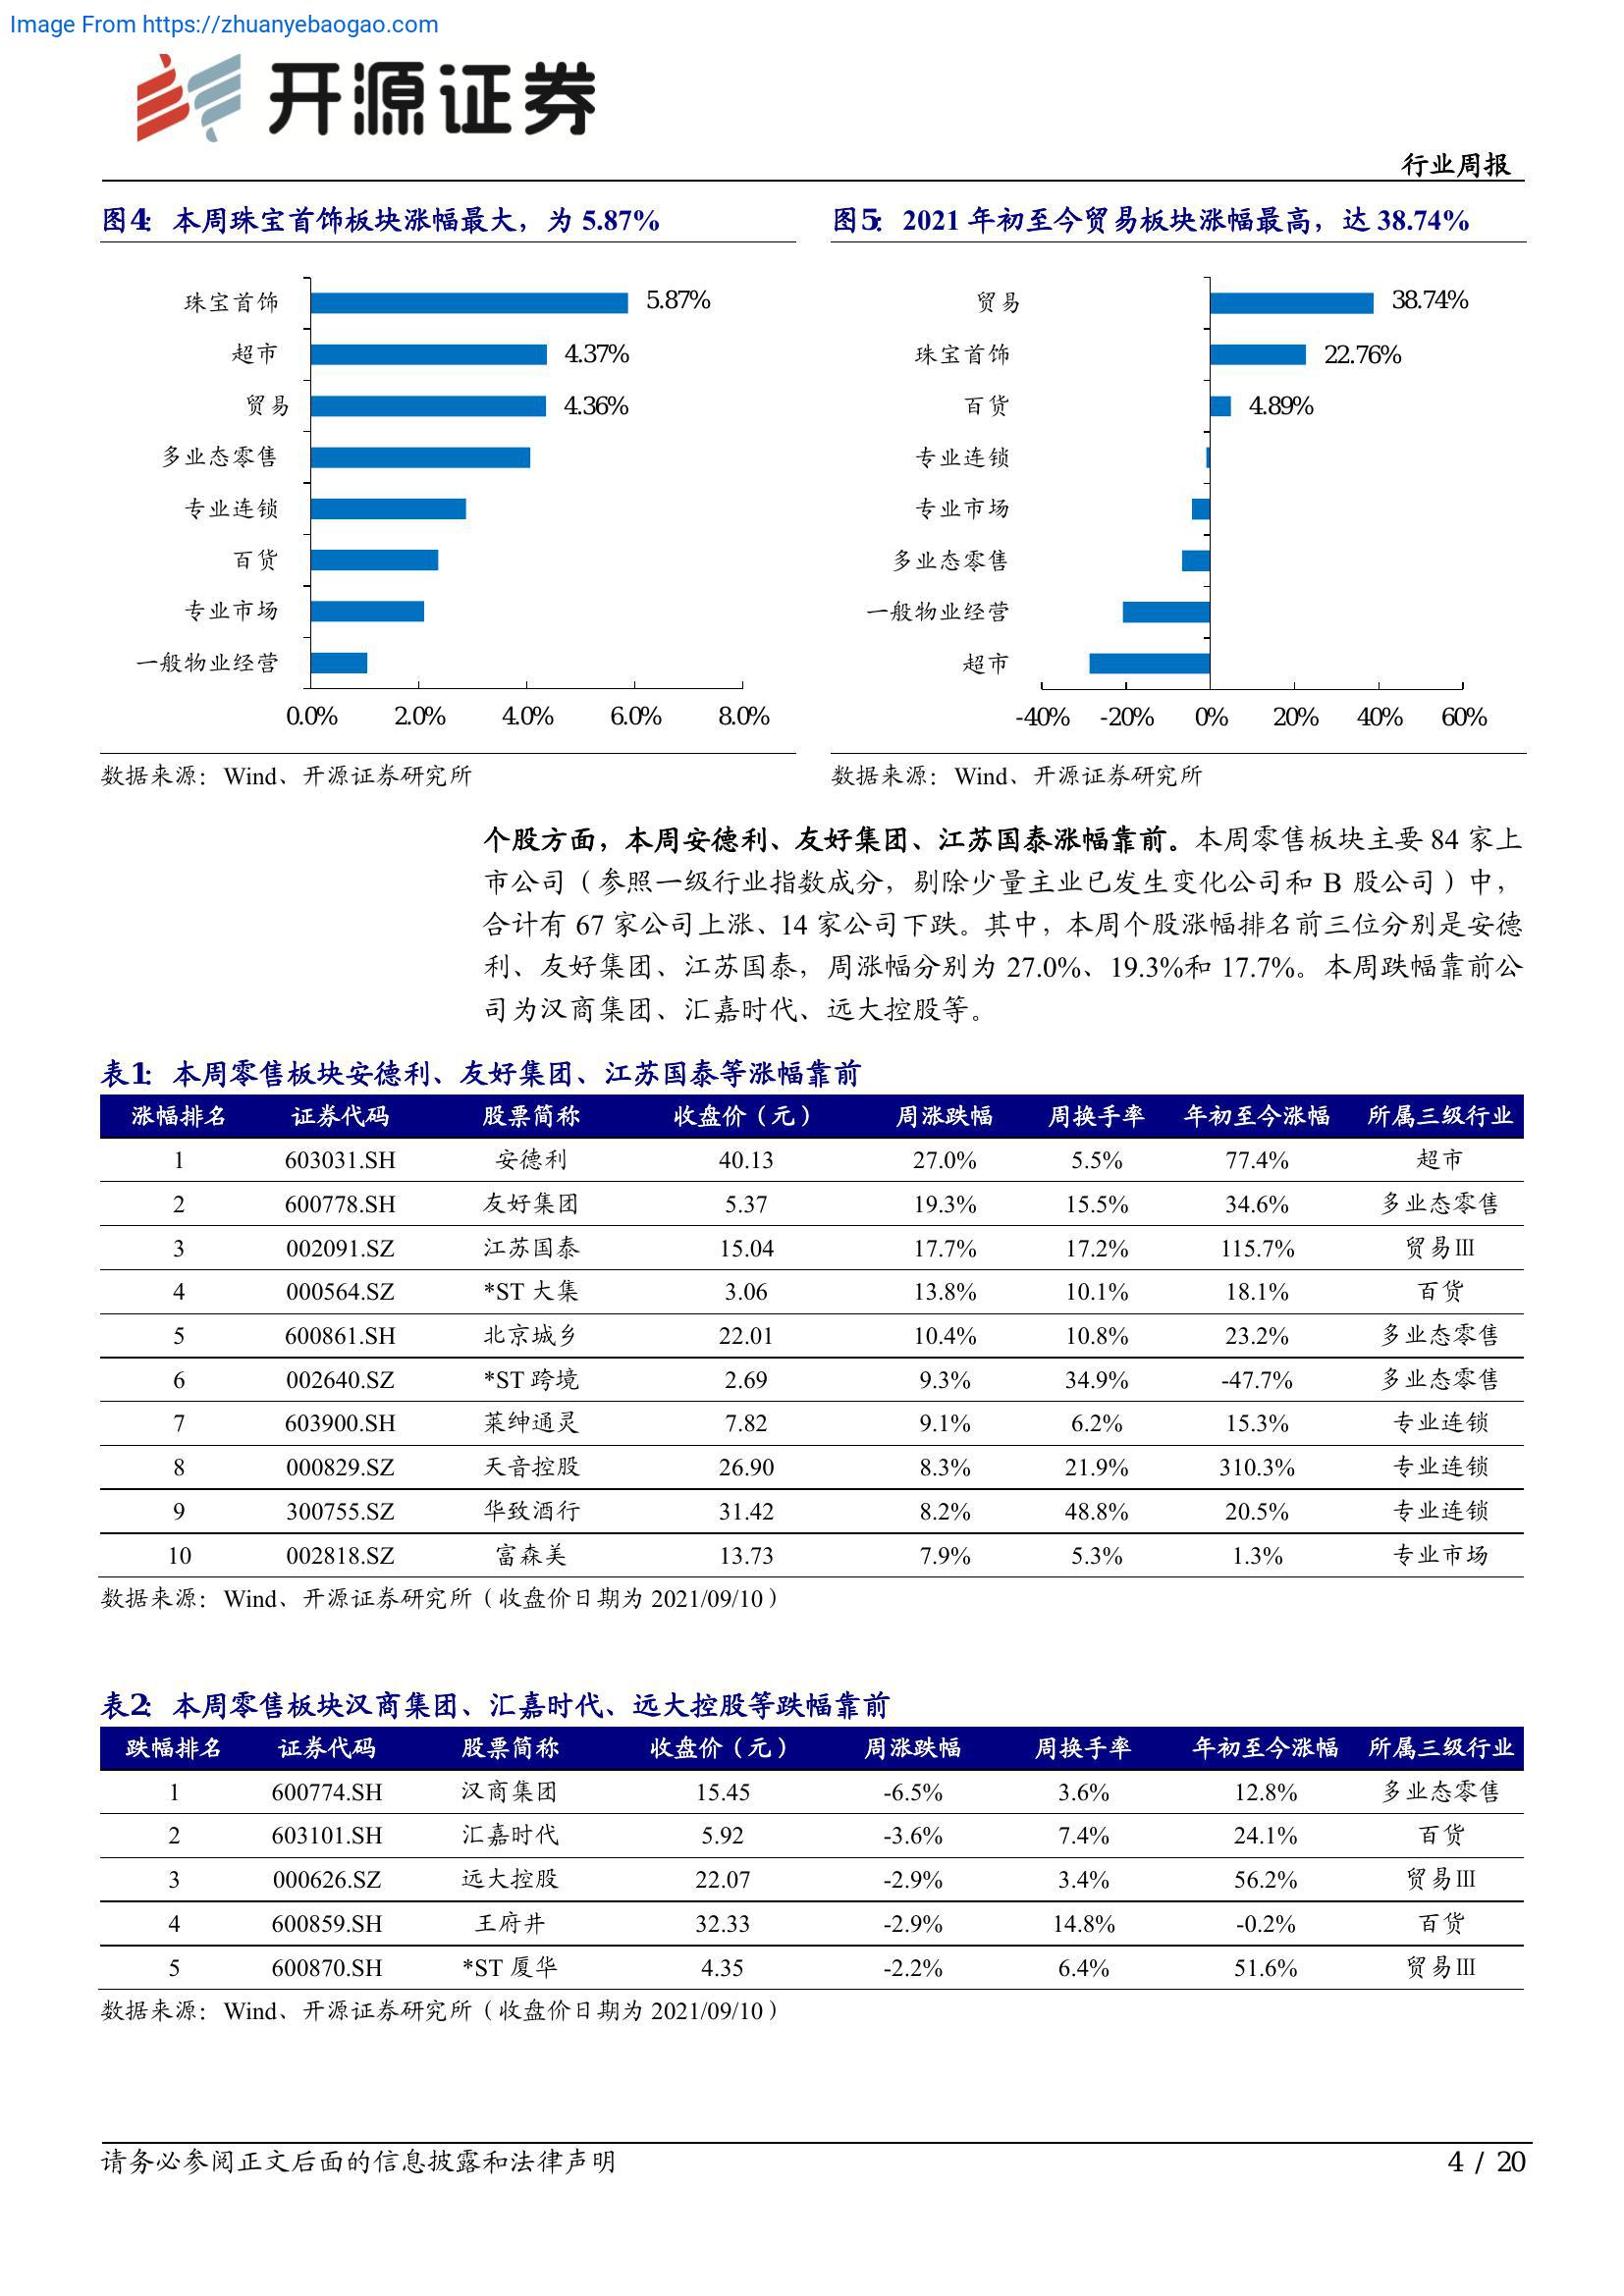 Image From https://zhuanyebaogao.com
开源证券
行业周报
图4： 本周珠宝首饰板块涨幅最大，为 5.87%
珠宝首饰 5.87%
超市 4.37%
贸易 4.36%
多业态零售
专业连锁
百货
专业市场
一般物业经营
0.0% 2.0% 4.0% 6.0% 8.0%
数据来源：Wind、开源证券研究所
图5： 2021 年初至今贸易板块涨幅最高，达 38.74%
贸易 38.74%
珠宝首饰 22.76%
百货 4.89%
专业连锁
专业市场
多业态零售
一般物业经营
超市
-40% -20% 0% 20% 40% 60%
数据来源：Wind、开源证券研究所
个股方面，本周安德利、友好集团、江苏国泰涨幅靠前。本周零售板块主要 84 家上
市公司（参照一级行业指数成分，剔除少量主业已发生变化公司和 B 股公司）中，
合计有 67 家公司上涨、14 家公司下跌。其中，本周个股涨幅排名前三位分别是安德
利、友好集团、江苏国泰，周涨幅分别为 27.0%、19.3%和 17.7%。本周跌幅靠前公
司为汉商集团、汇嘉时代、远大控股等。
表1： 本周零售板块安德利、友好集团、江苏国泰等涨幅靠前
涨幅排名 证券代码 股票简称 收盘价（元） 周涨跌幅 周换手率 年初至今涨幅 所属三级行业
1 603031.SH 安德利 40.13 27.0% 5.5% 77.4% 超市
2 600778.SH 友好集团 5.37 19.3% 15.5% 34.6% 多业态零售
3 002091.SZ 江苏国泰 15.04 17.7% 17.2% 115.7% 贸易Ⅲ
4 000564.SZ *ST 大集 3.06 13.8% 10.1% 18.1% 百货
5 600861.SH 北京城乡 22.01 10.4% 10.8% 23.2% 多业态零售
6 002640.SZ *ST 跨境 2.69 9.3% 34.9% -47.7% 多业态零售
7 603900.SH 莱绅通灵 7.82 9.1% 6.2% 15.3% 专业连锁
8 000829.SZ 天音控股 26.90 8.3% 21.9% 310.3% 专业连锁
9 300755.SZ 华致酒行 31.42 8.2% 48.8% 20.5% 专业连锁
10 002818.SZ 富森美 13.73 7.9% 5.3% 1.3% 专业市场
数据来源：Wind、开源证券研究所（收盘价日期为 2021/09/10）
表2： 本周零售板块汉商集团、汇嘉时代、远大控股等跌幅靠前
跌幅排名 证券代码 股票简称 收盘价（元） 周涨跌幅 周换手率 年初至今涨幅 所属三级行业
1 600774.SH 汉商集团 15.45 -6.5% 3.6% 12.8% 多业态零售
2 603101.SH 汇嘉时代 5.92 -3.6% 7.4% 24.1% 百货
3 000626.SZ 远大控股 22.07 -2.9% 3.4% 56.2% 贸易Ⅲ
4 600859.SH 王府井 32.33 -2.9% 14.8% -0.2% 百货
5 600870.SH *ST 厦华 4.35 -2.2% 6.4% 51.6% 贸易Ⅲ
数据来源：Wind、开源证券研究所（收盘价日期为 2021/09/10）
请务必参阅正文后面的信息披露和法律声明
4 / 20